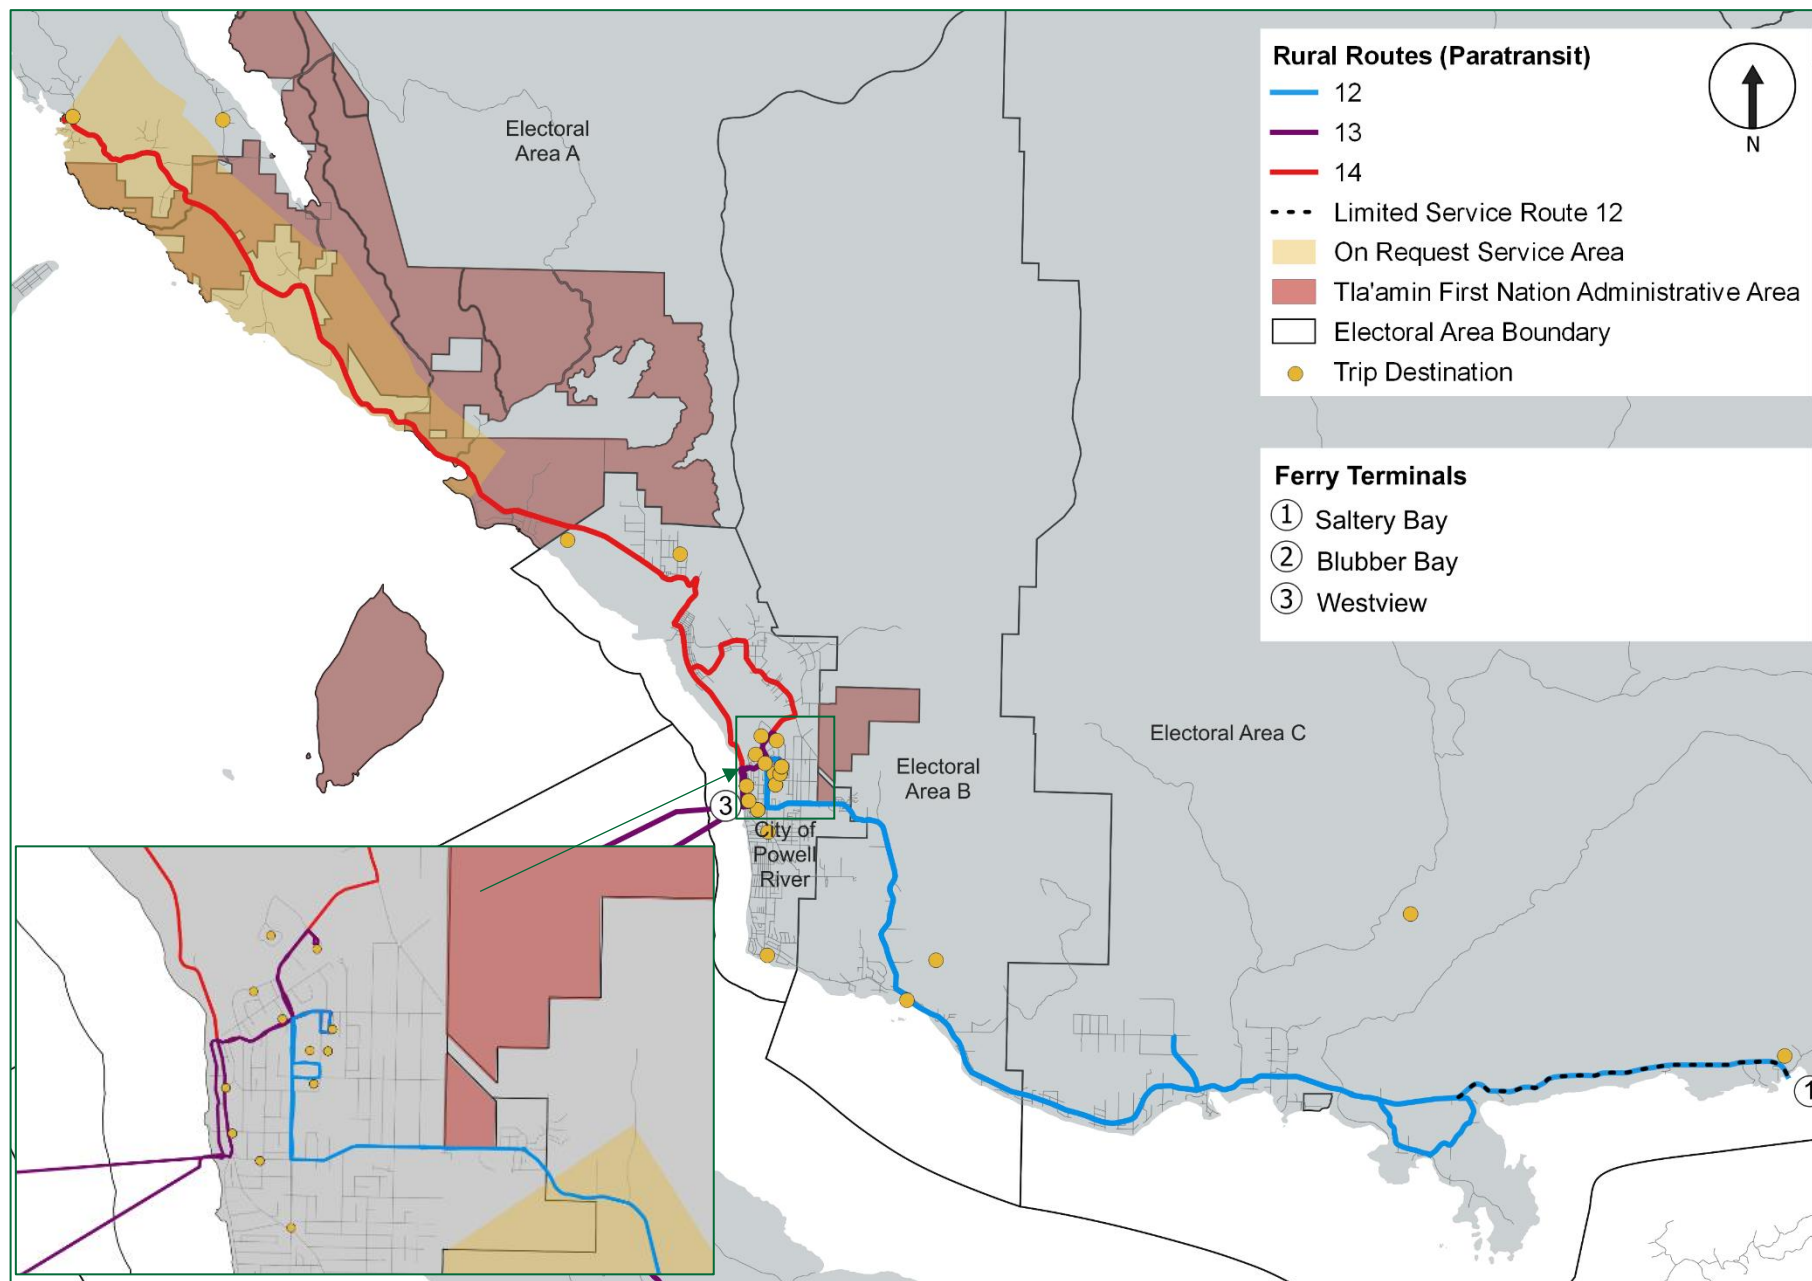 Rural Routes (Paratransit)
12
13
14
Limited Service Route 12
On Request Service Area
Tla'amin First Nation Administrative Area
Electoral Area Boundary
Trip Destination
N
Ferry Terminals
1 Saltery Bay
2 Blubber Bay
3 Westview
Electoral
Area A
Electoral Area C
Electoral
Area B
3
City of
Powell
River
1